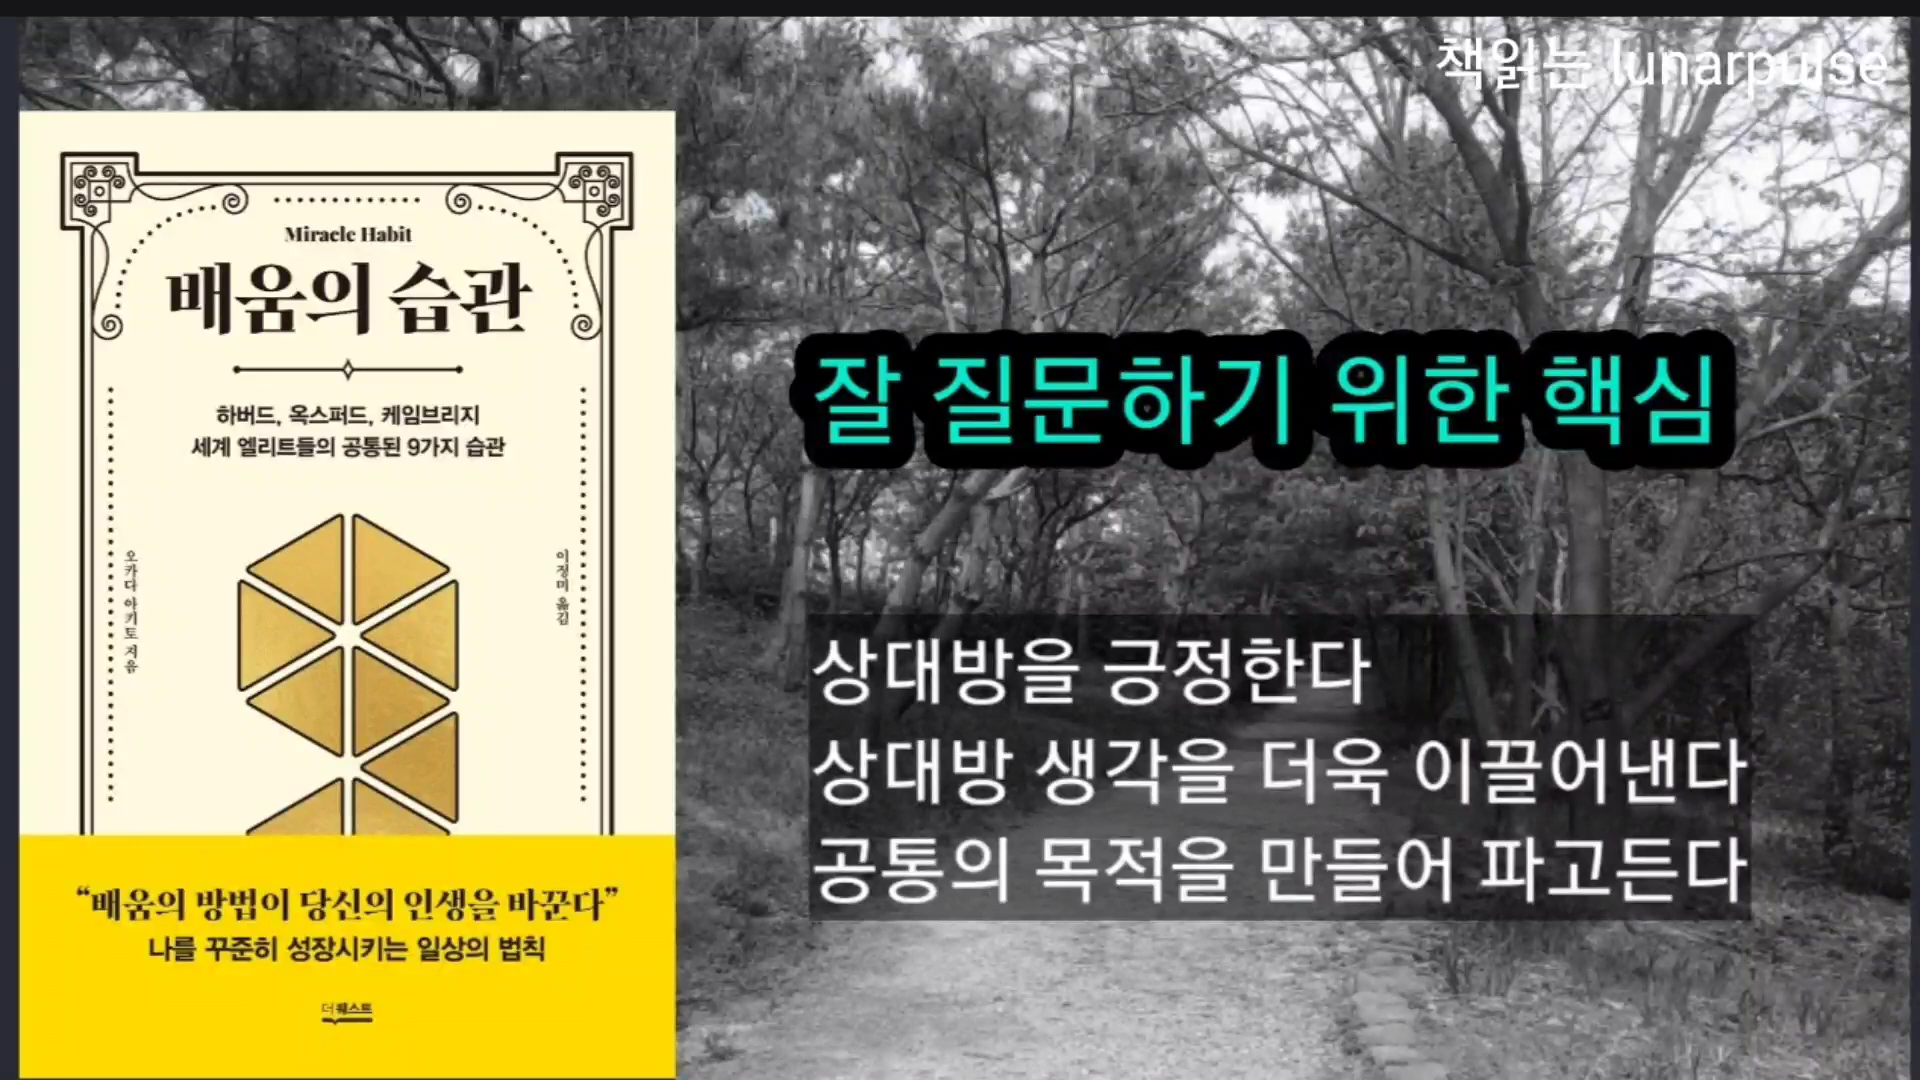 책읽는 lunarpulse
Miracle Habit
배움의 습관
하버드, 옥스퍼드, 케임브리지
세계 엘리트들의 공통된 9가지 습관
오카다 아키토 지음
이정미 옮김
“배움의 방법이 당신의 인생을 바꾼다”
나를 꾸준히 성장시키는 일상의 법칙
더퀘스트
잘 질문하기 위한 핵심
상대방을 긍정한다
상대방 생각을 더욱 이끌어낸다
공통의 목적을 만들어 파고든다